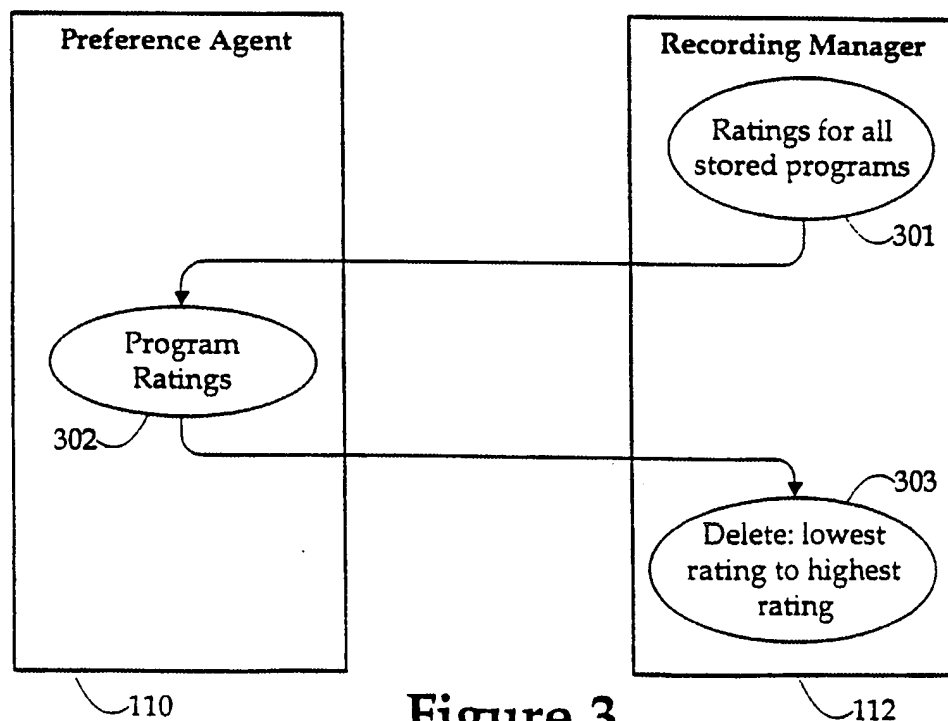 Preference Agent
Recording Manager
Ratings for all
stored programs
301
Program
Ratings
302
303
Delete: lowest
rating to highest
rating
110
112
Figure 3